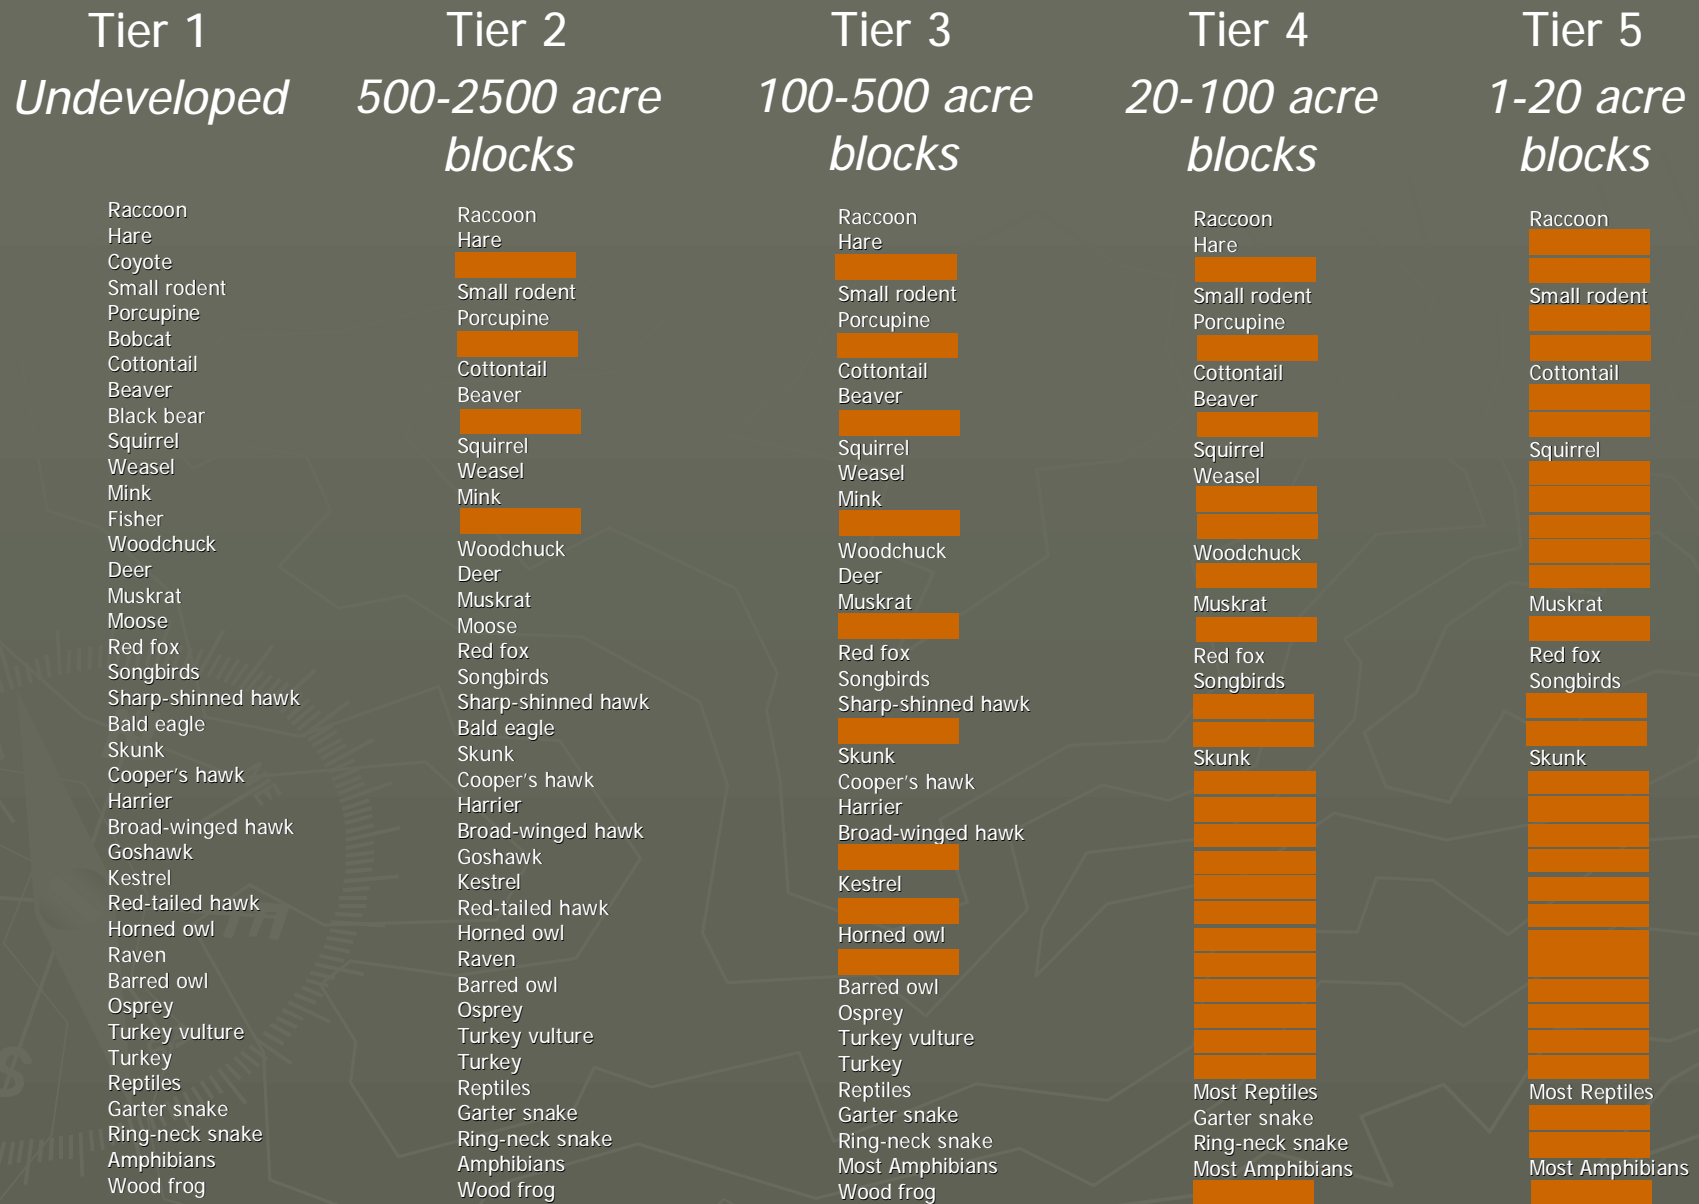 Tier 1
Undeveloped
Raccoon
Hare
Coyote
Small rodent
Porcupine
Bobcat
Cottontail
Beaver
Black bear
Squirrel
Weasel
Mink
Fisher
Woodchuck
Deer
Muskrat
Moose
Red fox
Songbirds
Sharp-shinned hawk
Bald eagle
Skunk
Cooper's hawk
Harrier
Broad-winged hawk
Goshawk
Kestrel
Red-tailed hawk
Horned owl
Raven
Barred owl
Osprey
Turkey vulture
Turkey
Reptiles
Garter snake
Ring-neck snake
Amphibians
Wood frog
Tier 2
500-2500 acre
blocks
Raccoon
Hare
Small rodent
Porcupine
Cottontail
Beaver
Squirrel
Weasel
Mink
Woodchuck
Deer
Muskrat
Moose
Red fox
Songbirds
Sharp-shinned hawk
Bald eagle
Skunk
Cooper's hawk
Harrier
Broad-winged hawk
Goshawk
Kestrel
Red-tailed hawk
Horned owl
Raven
Barred owl
Osprey
Turkey vulture
Turkey
Reptiles
Garter snake
Ring-neck snake
Amphibians
Wood frog
Tier 3
100-500 acre
blocks
Raccoon
Hare
Small rodent
Porcupine
Cottontail
Beaver
Squirrel
Weasel
Mink
Woodchuck
Deer
Muskrat
Red fox
Songbirds
Sharp-shinned hawk
Skunk
Cooper's hawk
Harrier
Broad-winged hawk
Kestrel
Horned owl
Barred owl
Osprey
Turkey vulture
Turkey
Reptiles
Garter snake
Ring-neck snake
Most Amphibians
Wood frog
Tier 4
20-100 acre
blocks
Raccoon
Hare
Small rodent
Porcupine
Cottontail
Beaver
Squirrel
Weasel
Woodchuck
Muskrat
Red fox
Songbirds
Skunk
Most Reptiles
Garter snake
Ring-neck snake
Most Amphibians
Tier 5
1-20 acre
blocks
Raccoon
Small rodent
Cottontail
Squirrel
Muskrat
Red fox
Songbirds
Skunk
Most Reptiles
Most Amphibians
E
S